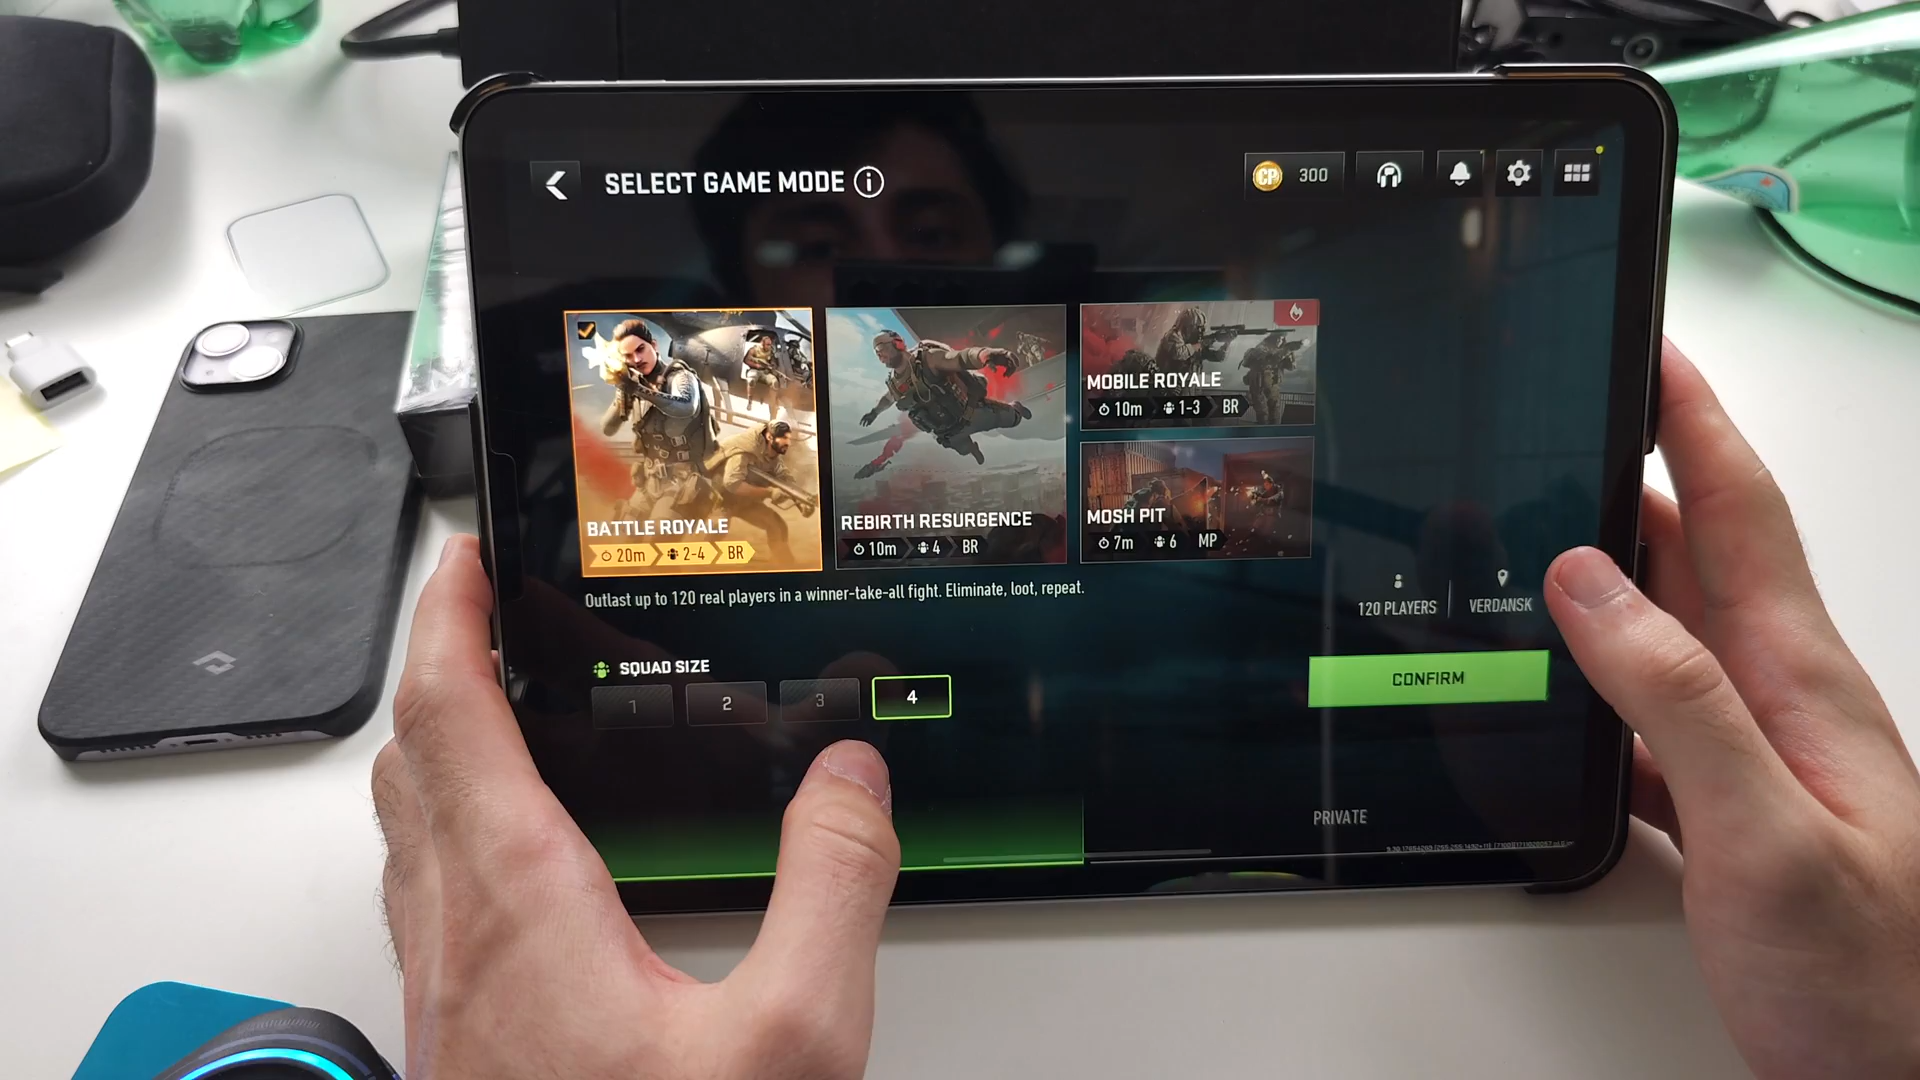 SELECT GAME MODE
CP 300
BATTLE ROYALE
20m 2-4 BR
REBIRTH RESURGENCE
10m 4 BR
MOBILE ROYALE
10m 1-3 BR
MOSH PIT
7m 6 MP
Outlast up to 120 real players in a winner-take-all fight. Eliminate, loot, repeat.
120 PLAYERS
VERDANSK
SQUAD SIZE
1 2 3 4
CONFIRM
PRIVATE